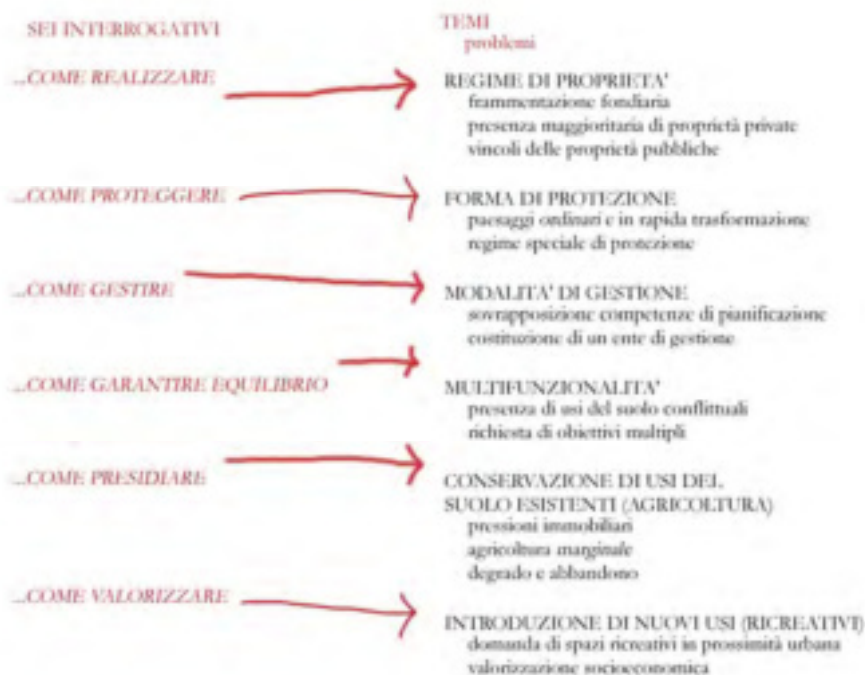 SEI INTERROGATIVI
TEMI
problemi
...COME REALIZZARE
REGIME DI PROPRIETA'
frammentazione fondiaria
presenza maggioritaria di proprietà private
vincoli delle proprietà pubbliche
...COME PROTEGGERE
FORMA DI PROTEZIONE
paesaggi ordinari e in rapida trasformazione
regime speciale di protezione
...COME GESTIRE
MODALITA' DI GESTIONE
sovrapposizione competenze di pianificazione
costituzione di un ente di gestione
...COME GARANTIRE EQUILIBRIO
MULTIFUNZIONALITA'
presenza di usi del suolo conflittuali
richiesta di obiettivi multipli
...COME PRESIDIARE
CONSERVAZIONE DI USI DEL
SUOLO ESISTENTI (AGRICOLTURA)
pressioni immobiliari
agricoltura marginale
degrado e abbandono
...COME VALORIZZARE
INTRODUZIONE DI NUOVI USI (RICREATIVI)
domanda di spazi ricreativi in prossimità urbana
valorizzazione socioeconomica